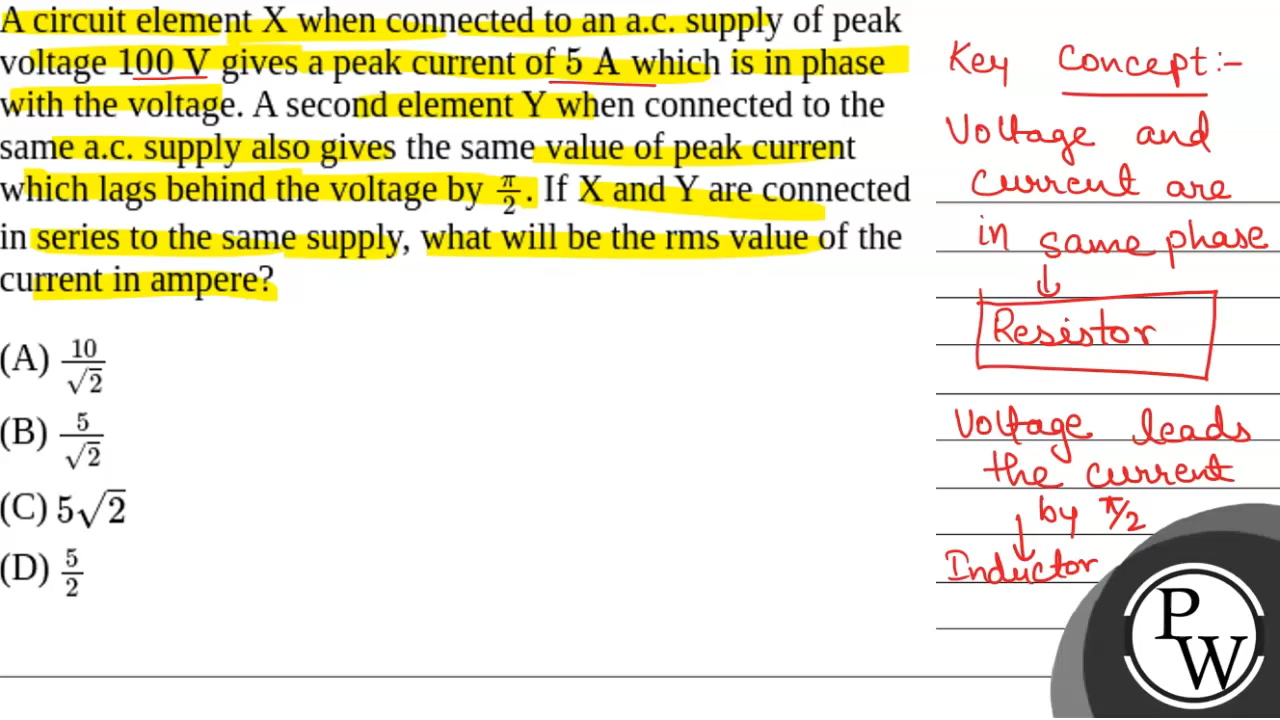 A circuit element X when connected to an a.c. supply of peak
voltage 100 V gives a peak current of 5 A which is in phase
with the voltage. A second element Y when connected to the
same a.c. supply also gives the same value of peak current
which lags behind the voltage by π/2. If X and Y are connected
in series to the same supply, what will be the rms value of the
current in ampere?
(A) 10/√2
(B) 5/√2
(C) 5√2
(D) 5/2
Key Concept:-
Voltage and
current are
in same phase
↓
Resistor
Voltage leads
the current
by π/2
↓
Inductor
P
W